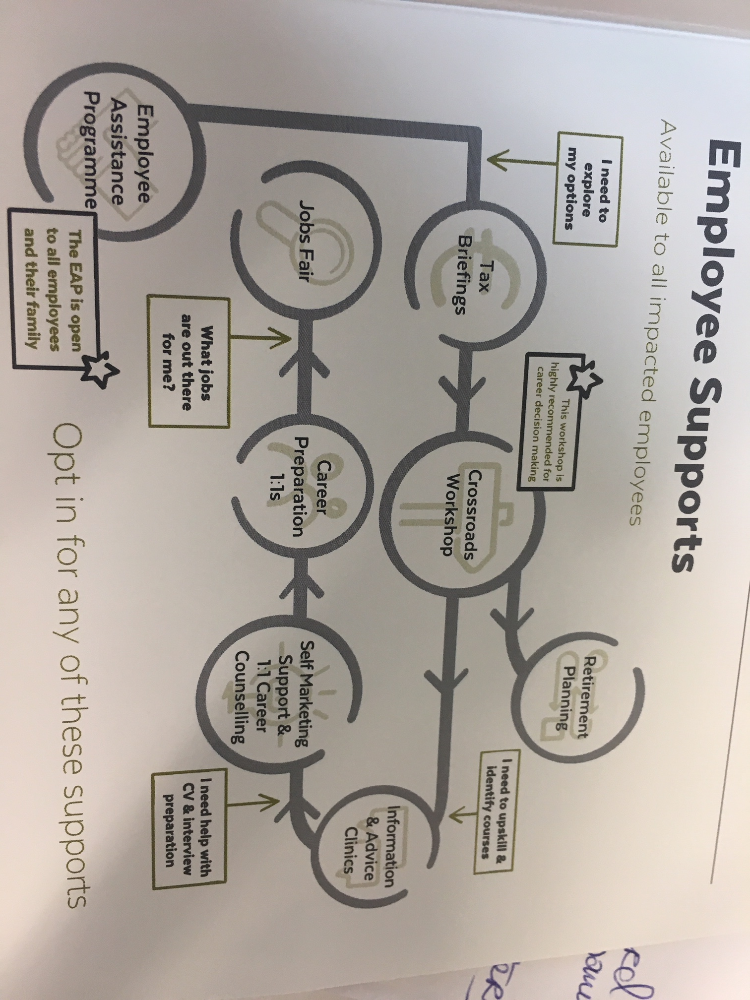 Employee Supports
Available to all impacted employees
I need to
explore
my options
This workshop is
highly recommended for
career decision making
Retirement
Planning
I need to upskill &
identify courses
Tax
Briefings
Crossroads
Workshop
Information
& Advice
Clinics
Jobs Fair
Career
Preparation
1:1s
Self Marketing
Support &
1:1 Career
Counselling
What jobs
are out there
for me?
I need help with
CV & interview
preparation
Employee
Assistance
Programme
The EAP is open
to all employees
and their family
Opt in for any of these supports